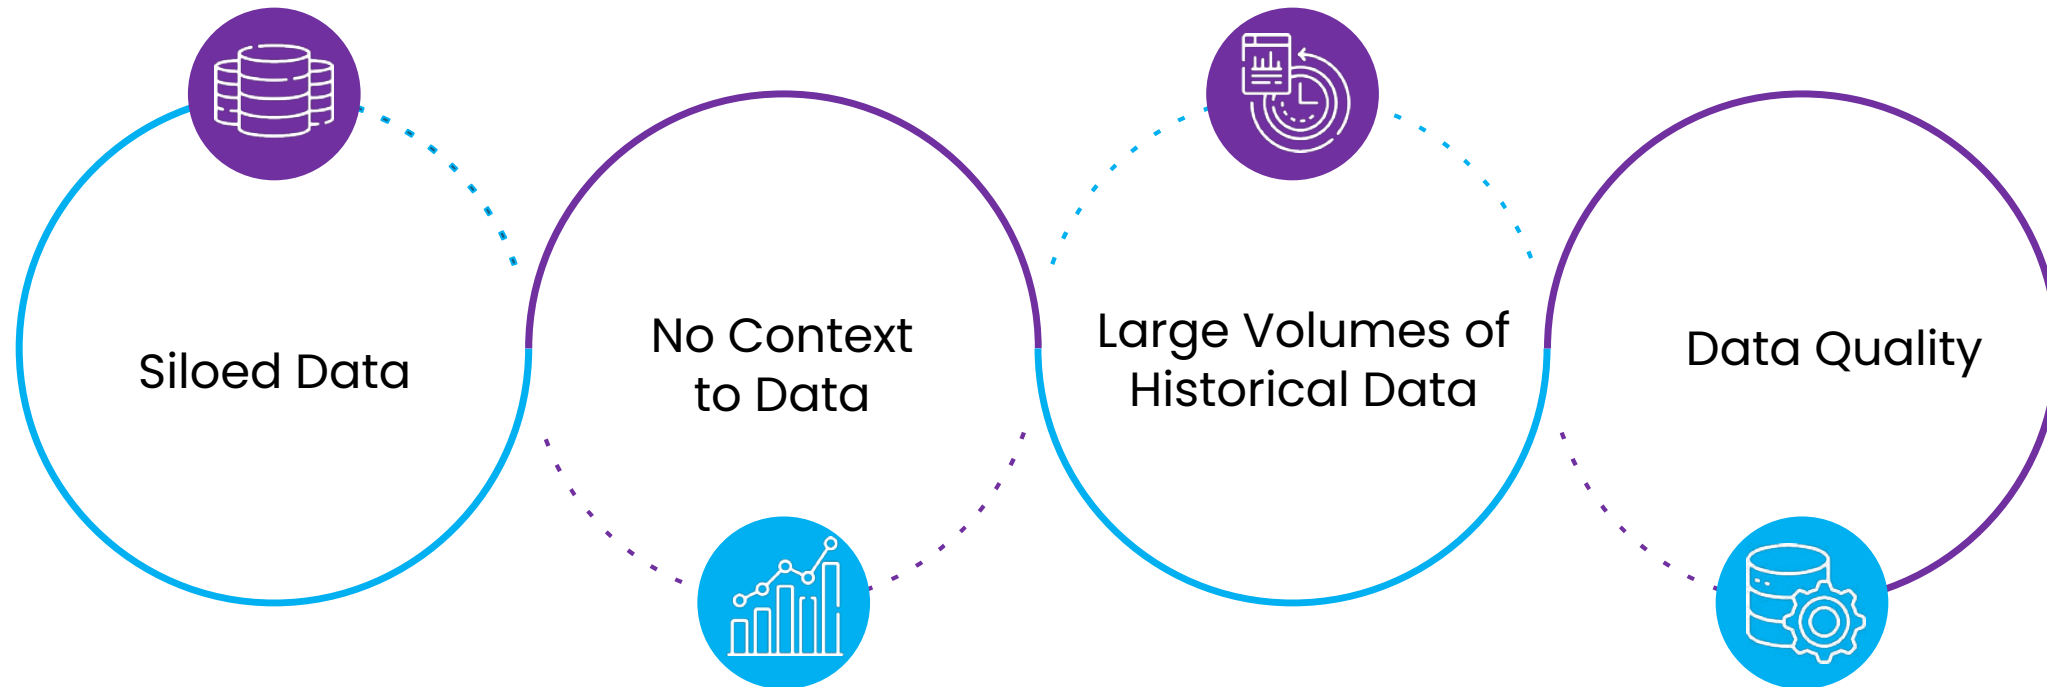 Siloed Data
No Context
to Data
Large Volumes of
Historical Data
Data Quality